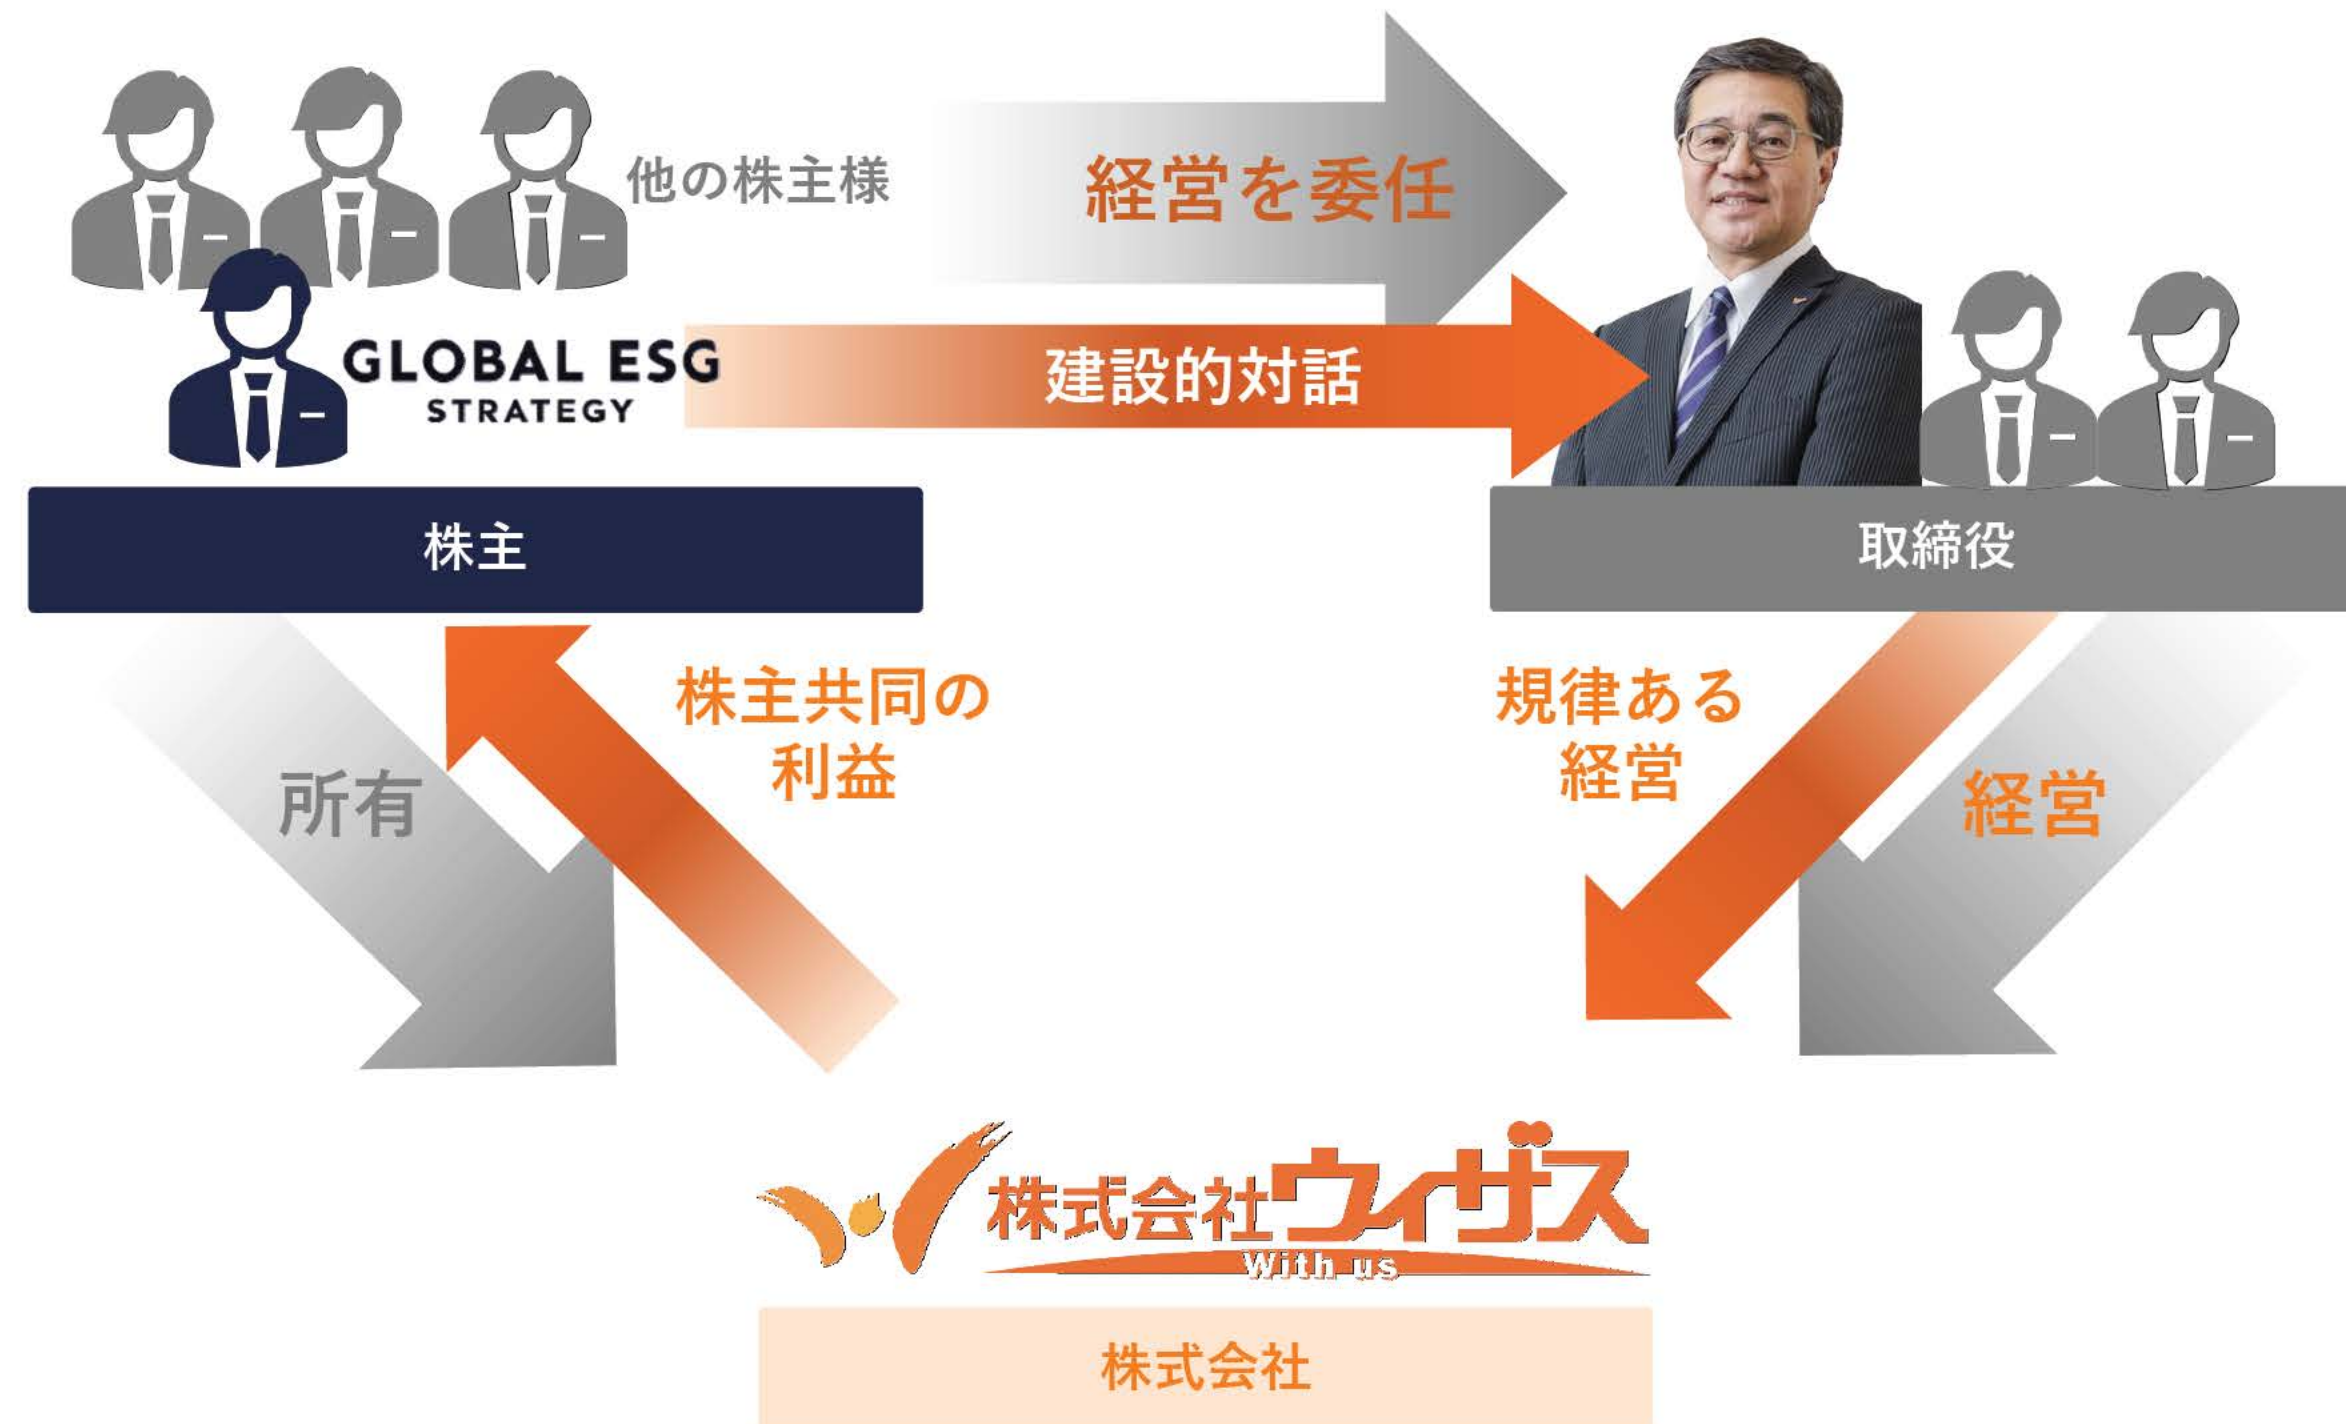 他の株主様
経営を委任
GLOBAL ESG
STRATEGY
建設的対話
株主
取締役
所有
株主共同の
利益
規律ある
経営
経営
株式会社ウィザス
With us
株式会社